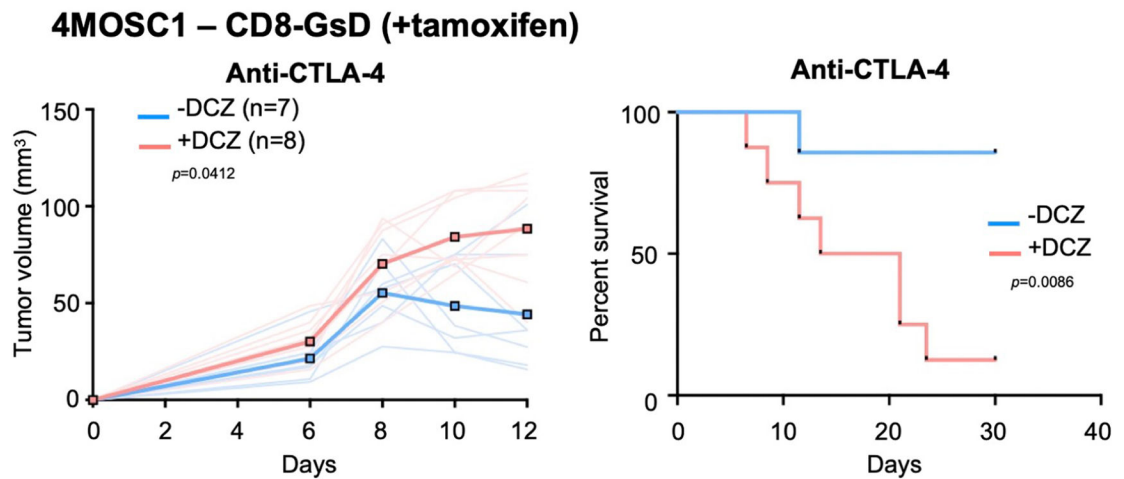 4MOSC1 – CD8-GsD (+tamoxifen)
Anti-CTLA-4
Tumor volume (mm³)
150
100
50
0
-DCZ (n=7)
+DCZ (n=8)
p=0.0412
0 2 4 6 8 10 12
Days
Anti-CTLA-4
Percent survival
100
50
0
-DCZ
+DCZ
p=0.0086
0 10 20 30 40
Days